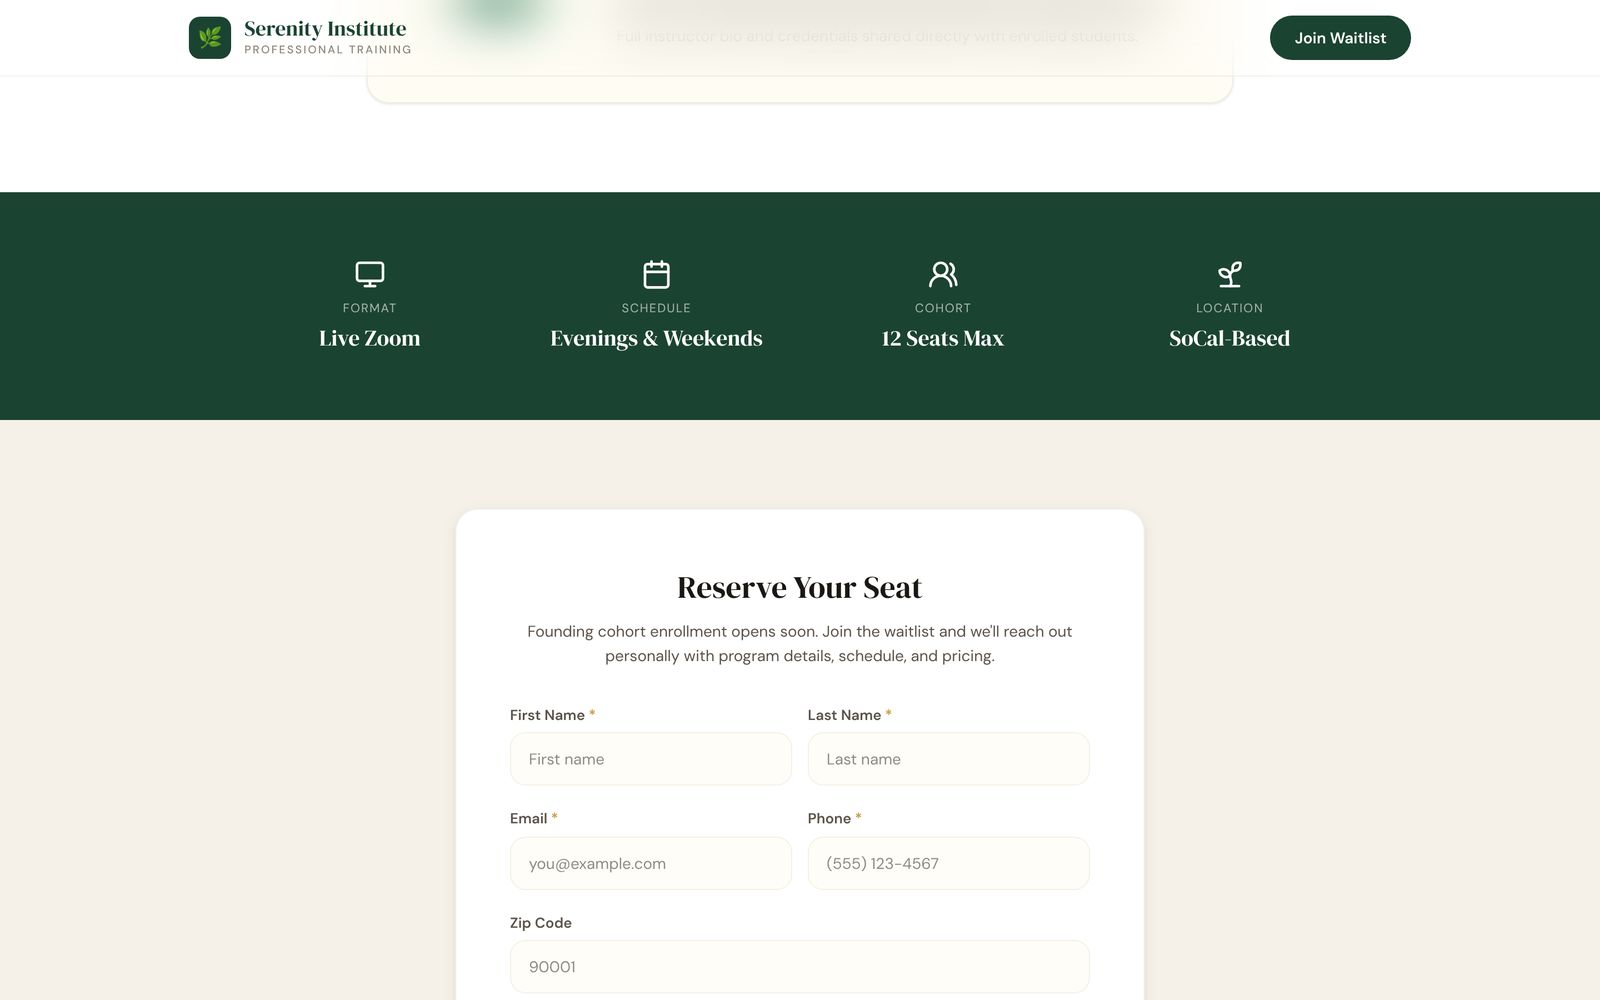 Serenity Institute
PROFESSIONAL TRAINING
Full instructor bio and credentials shared directly with enrolled students.
Join Waitlist
FORMAT
Live Zoom
SCHEDULE
Evenings & Weekends
COHORT
12 Seats Max
LOCATION
SoCal-Based
Reserve Your Seat
Founding cohort enrollment opens soon. Join the waitlist and we'll reach out
personally with program details, schedule, and pricing.
First Name *
Last Name *
First name
Last name
Email *
Phone *
you@example.com
(555) 123-4567
Zip Code
90001